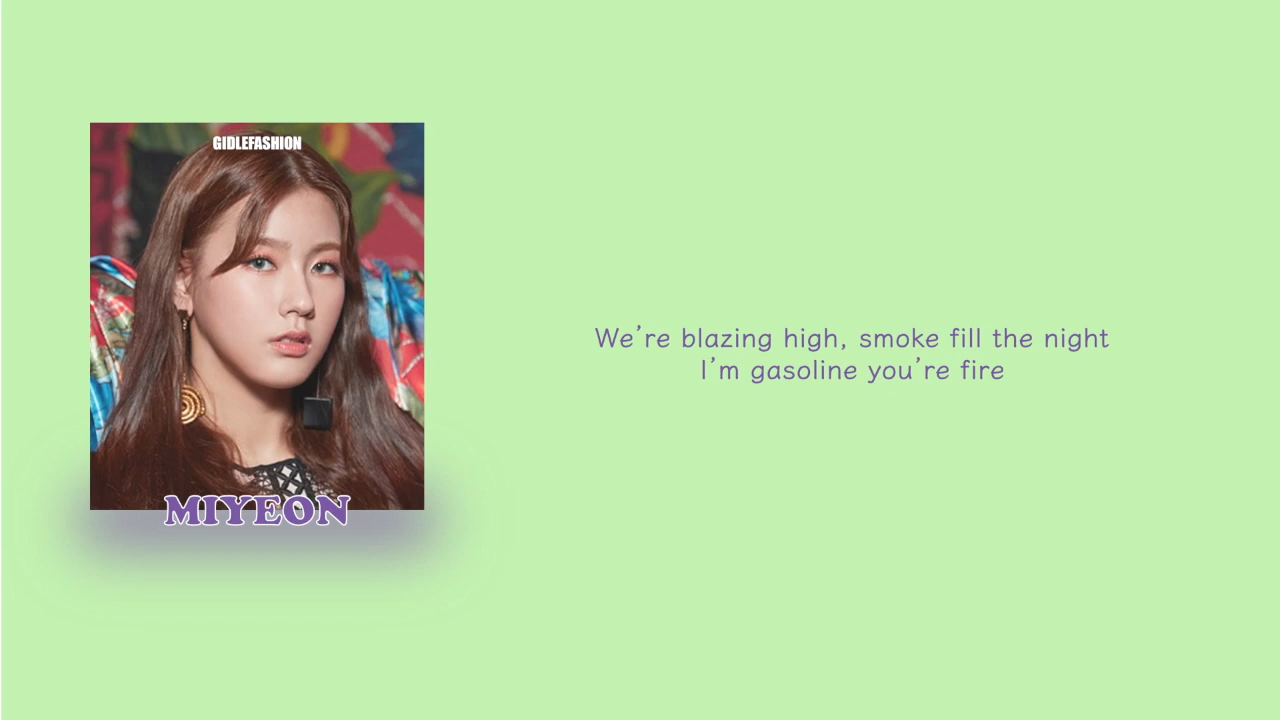 GIDLEFASHION
MIYEON
We're blazing high, smoke fill the night
I'm gasoline you're fire